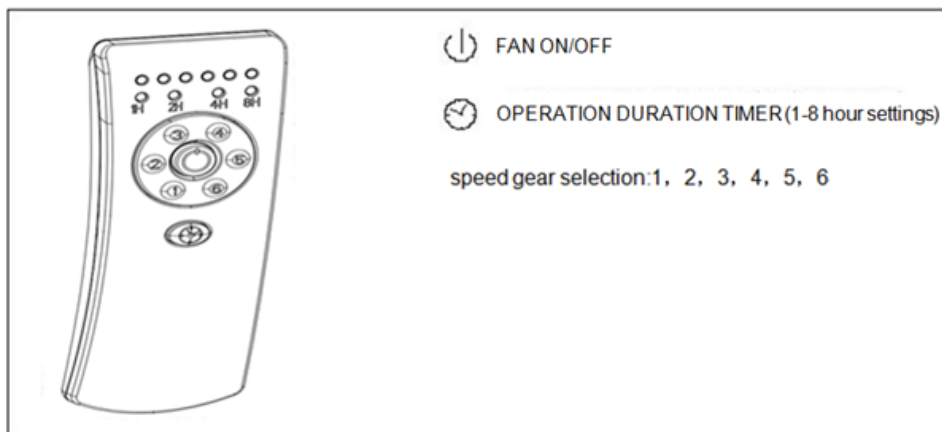 FAN ON/OFF
OPERATION DURATION TIMER (1-8 hour settings)
speed gear selection:1, 2, 3, 4, 5, 6
1H 2H 4H 8H
3 4
2 5
1 6